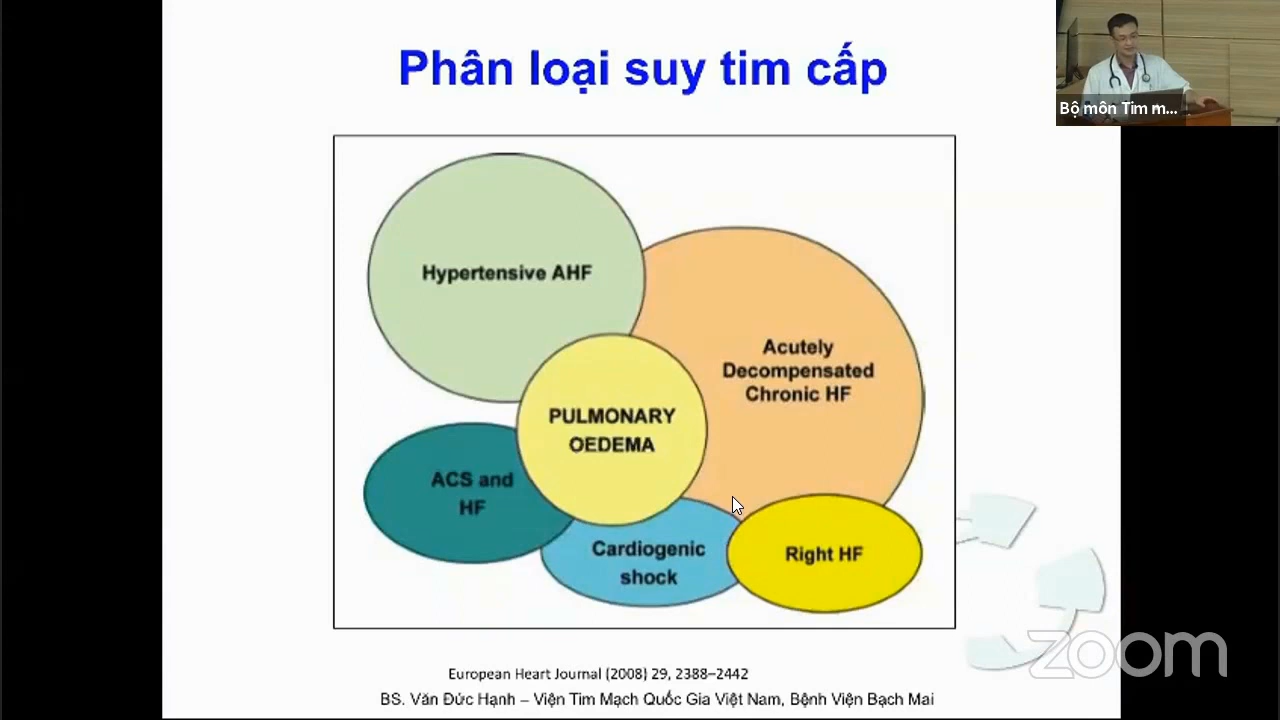 Phân loại suy tim cấp
Bộ môn Tim m...
Hypertensive AHF
Acutely
Decompensated
Chronic HF
PULMONARY
OEDEMA
ACS and
HF
Cardiogenic
shock
Right HF
zoom
European Heart Journal (2008) 29, 2388–2442
BS. Văn Đức Hạnh – Viện Tim Mạch Quốc Gia Việt Nam, Bệnh Viện Bạch Mai